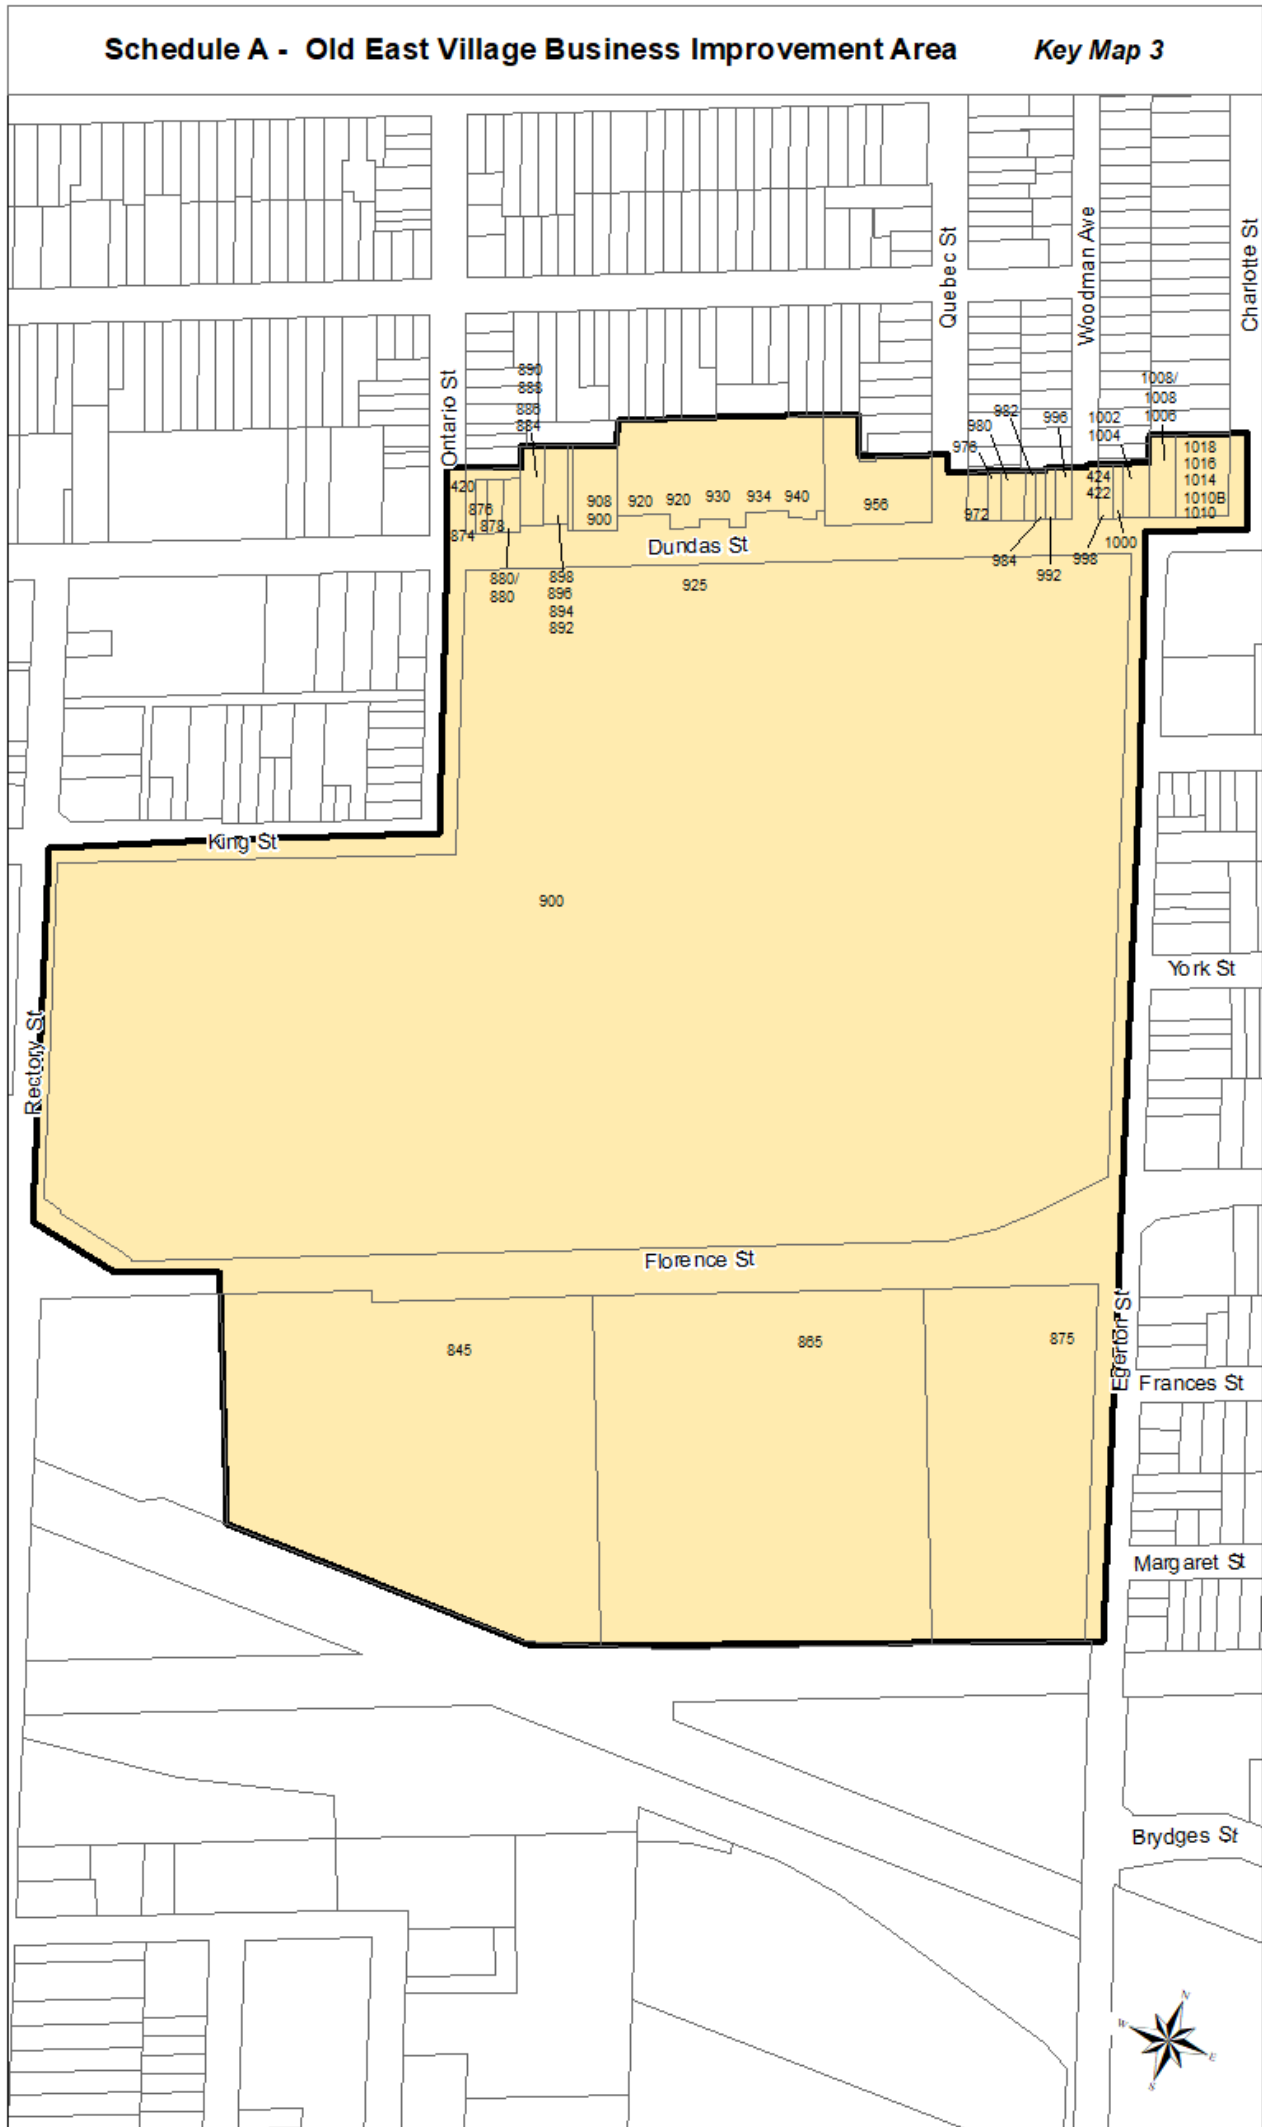 Schedule A - Old East Village Business Improvement Area Key Map 3
Quebec St
Woodman Ave
Charlotte St
Ontario St
890
888
886
884
1008/
1008
1006
982
996
1002
980
1004
976
1018
424
1016
420
1014
422
908
920
920
930
934
940
956
1010B
876
972
900
1010
878
874
Dundas St
1000
984
998
992
880/
880
898
896
894
892
925
King St
900
York St
Rectory St
Florence St
845
865
875
Egerton St
Frances St
Margaret St
Brydges St
N
W
E
S